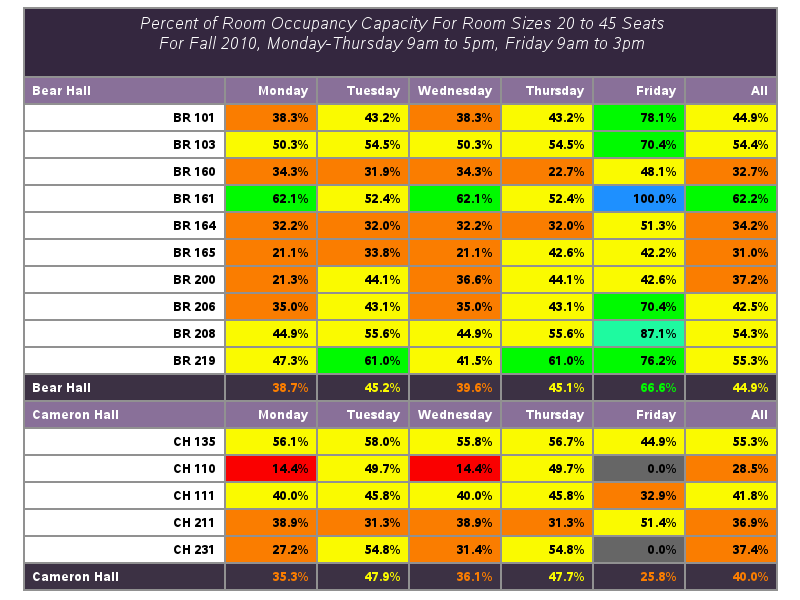 Percent of Room Occupancy Capacity For Room Sizes 20 to 45 Seats
For Fall 2010, Monday-Thursday 9am to 5pm, Friday 9am to 3pm
Bear Hall Monday Tuesday Wednesday Thursday Friday All
BR 101 38.3% 43.2% 38.3% 43.2% 78.1% 44.9%
BR 103 50.3% 54.5% 50.3% 54.5% 70.4% 54.4%
BR 160 34.3% 31.9% 34.3% 22.7% 48.1% 32.7%
BR 161 62.1% 52.4% 62.1% 52.4% 100.0% 62.2%
BR 164 32.2% 32.0% 32.2% 32.0% 51.3% 34.2%
BR 165 21.1% 33.8% 21.1% 42.6% 42.2% 31.0%
BR 200 21.3% 44.1% 36.6% 44.1% 42.6% 37.2%
BR 206 35.0% 43.1% 35.0% 43.1% 70.4% 42.5%
BR 208 44.9% 55.6% 44.9% 55.6% 87.1% 54.3%
BR 219 47.3% 61.0% 41.5% 61.0% 76.2% 55.3%
Bear Hall 38.7% 45.2% 39.6% 45.1% 66.6% 44.9%
Cameron Hall Monday Tuesday Wednesday Thursday Friday All
CH 135 56.1% 58.0% 55.8% 56.7% 44.9% 55.3%
CH 110 14.4% 49.7% 14.4% 49.7% 0.0% 28.5%
CH 111 40.0% 45.8% 40.0% 45.8% 32.9% 41.8%
CH 211 38.9% 31.3% 38.9% 31.3% 51.4% 36.9%
CH 231 27.2% 54.8% 31.4% 54.8% 0.0% 37.4%
Cameron Hall 35.3% 47.9% 36.1% 47.7% 25.8% 40.0%